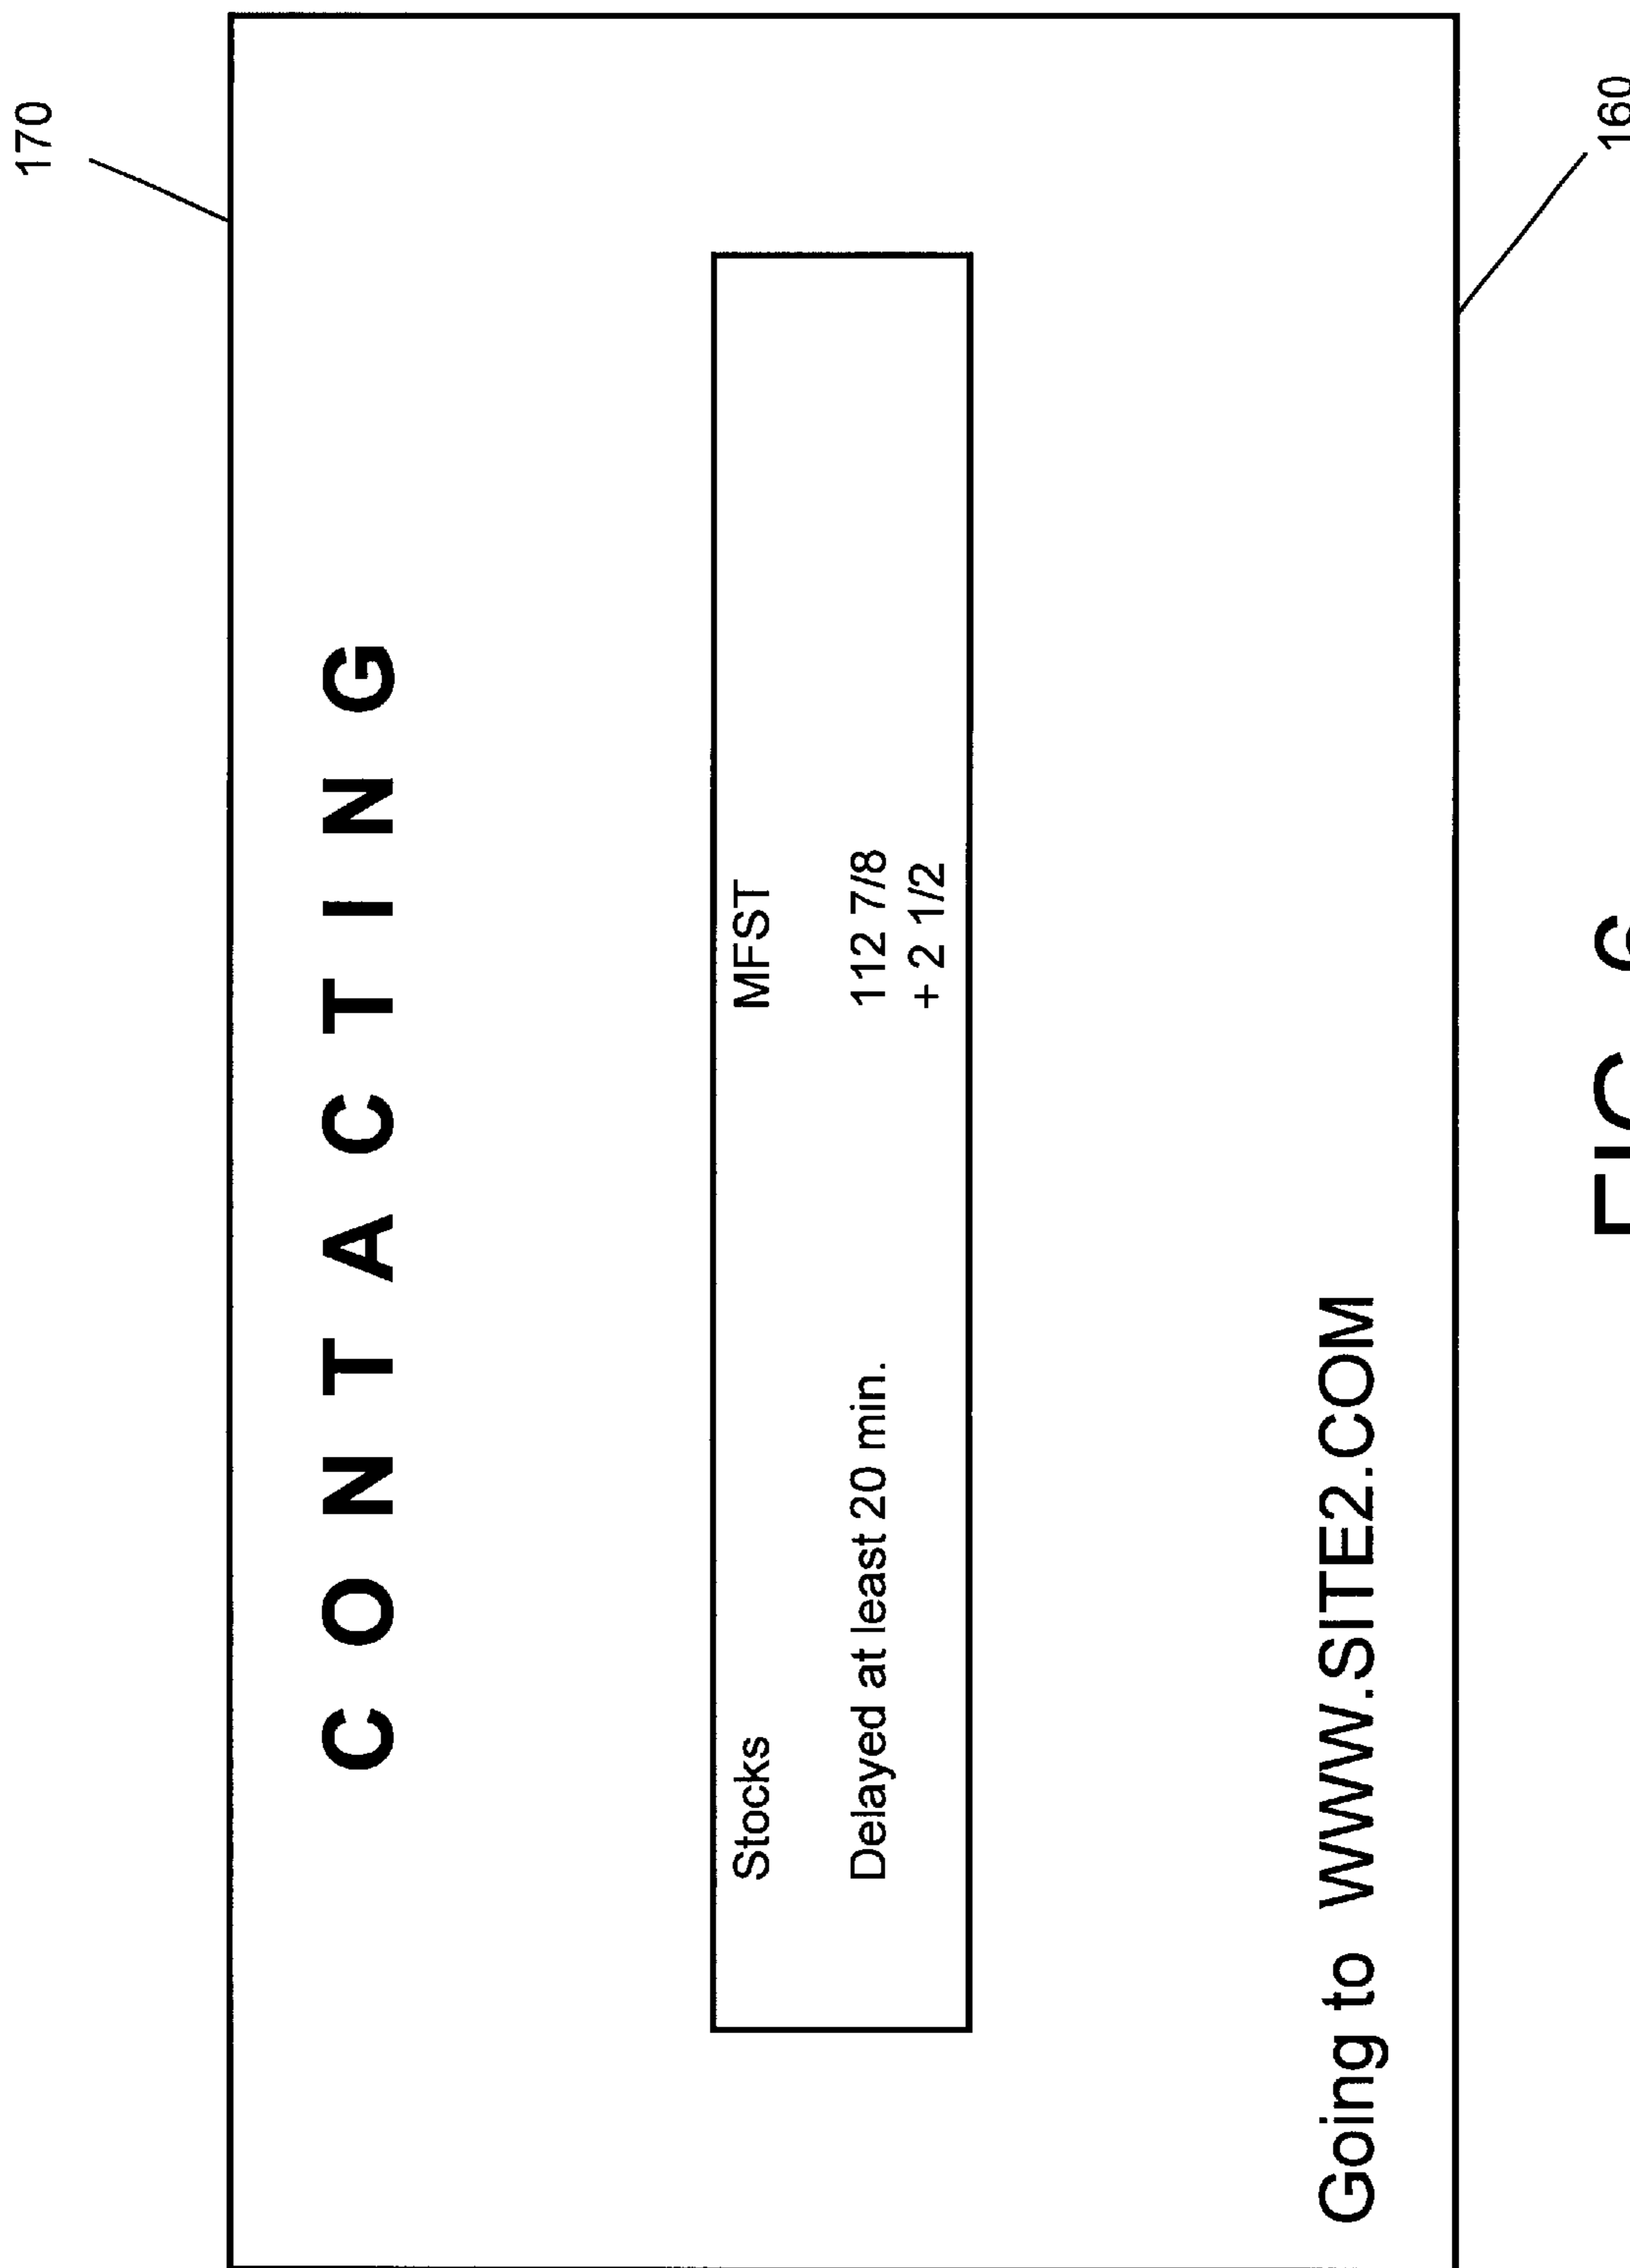 170
CONTACTING
Stocks MFST
Delayed at least 20 min. 112 7/8
+ 2 1/2
Going to WWW.SITE2.COM
160